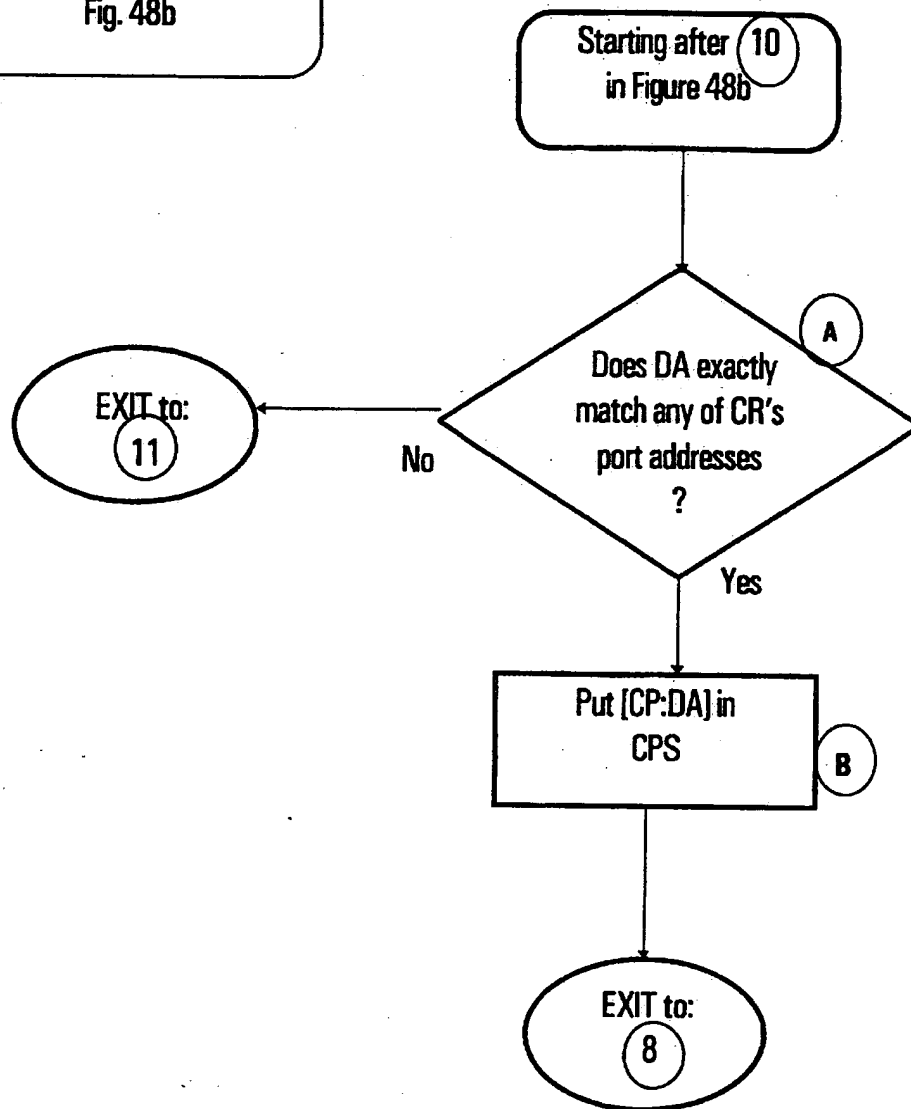 Fig. 48b
Starting after 10
in Figure 48b
A
Does DA exactly
match any of CR's
port addresses
?
EXIT to:
11
No
Yes
Put [CP:DA] in
CPS
B
EXIT to:
8